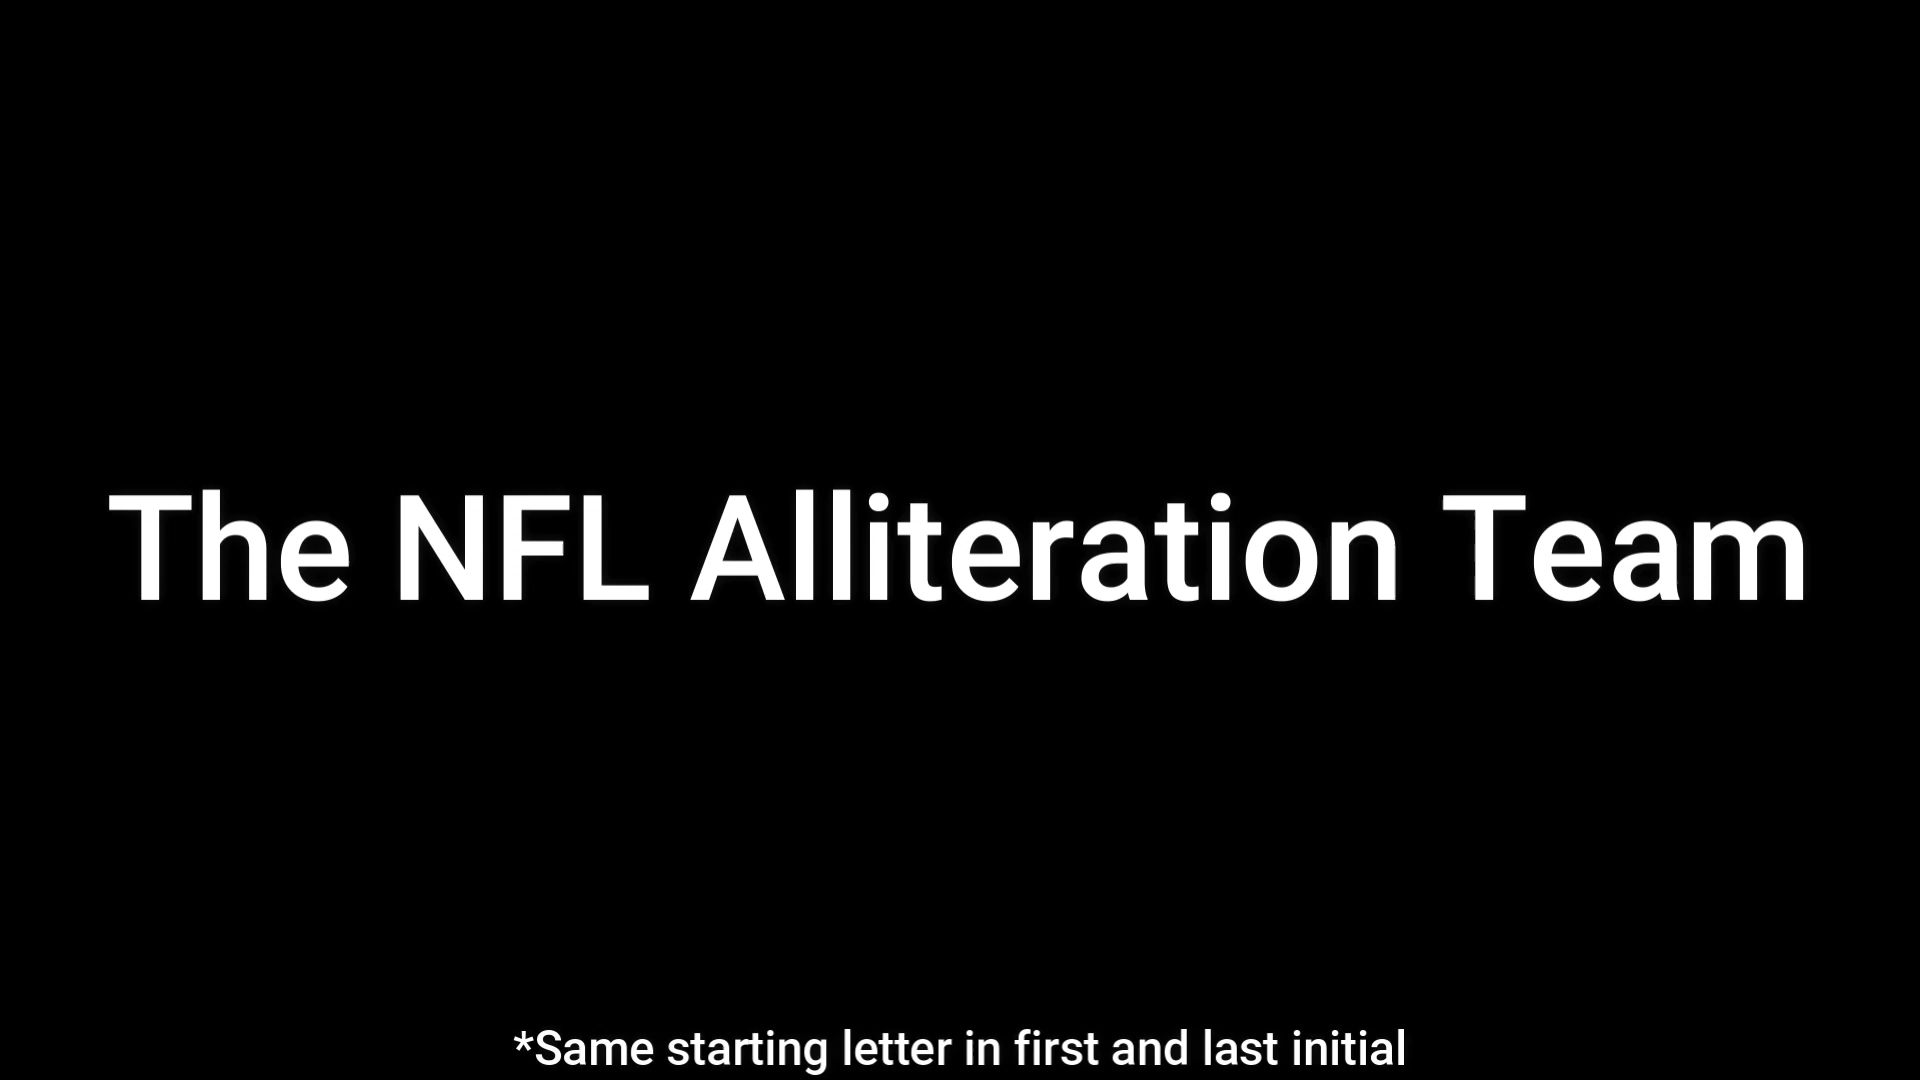 The NFL Alliteration Team
*Same starting letter in first and last initial